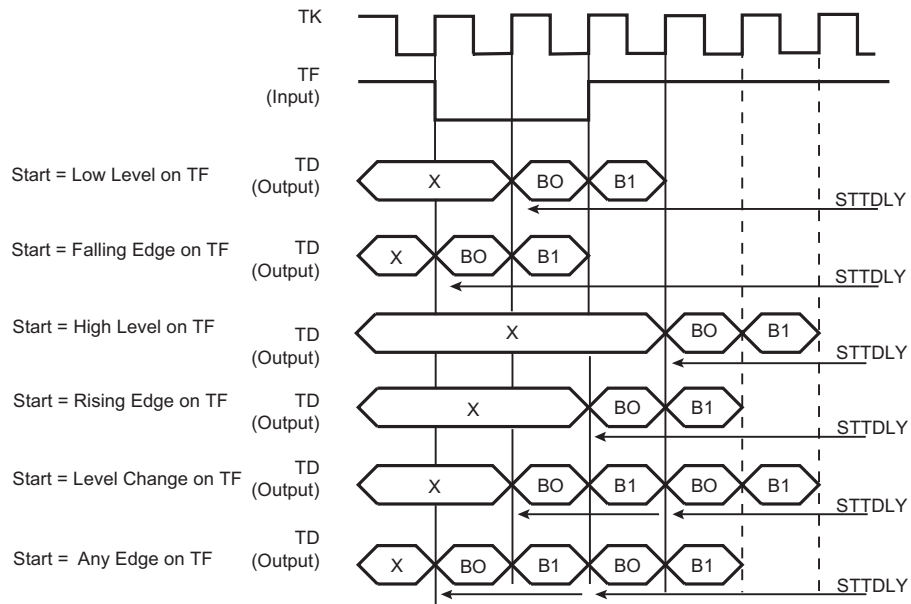 TK
TF
(Input)
Start = Low Level on TF
TD
(Output)
X
BO
B1
STTDLY
Start = Falling Edge on TF
TD
(Output)
X
BO
B1
STTDLY
Start = High Level on TF
TD
(Output)
X
BO
B1
STTDLY
Start = Rising Edge on TF
TD
(Output)
X
BO
B1
STTDLY
Start = Level Change on TF
TD
(Output)
X
BO
B1
BO
B1
STTDLY
Start = Any Edge on TF
TD
(Output)
X
BO
B1
BO
B1
STTDLY